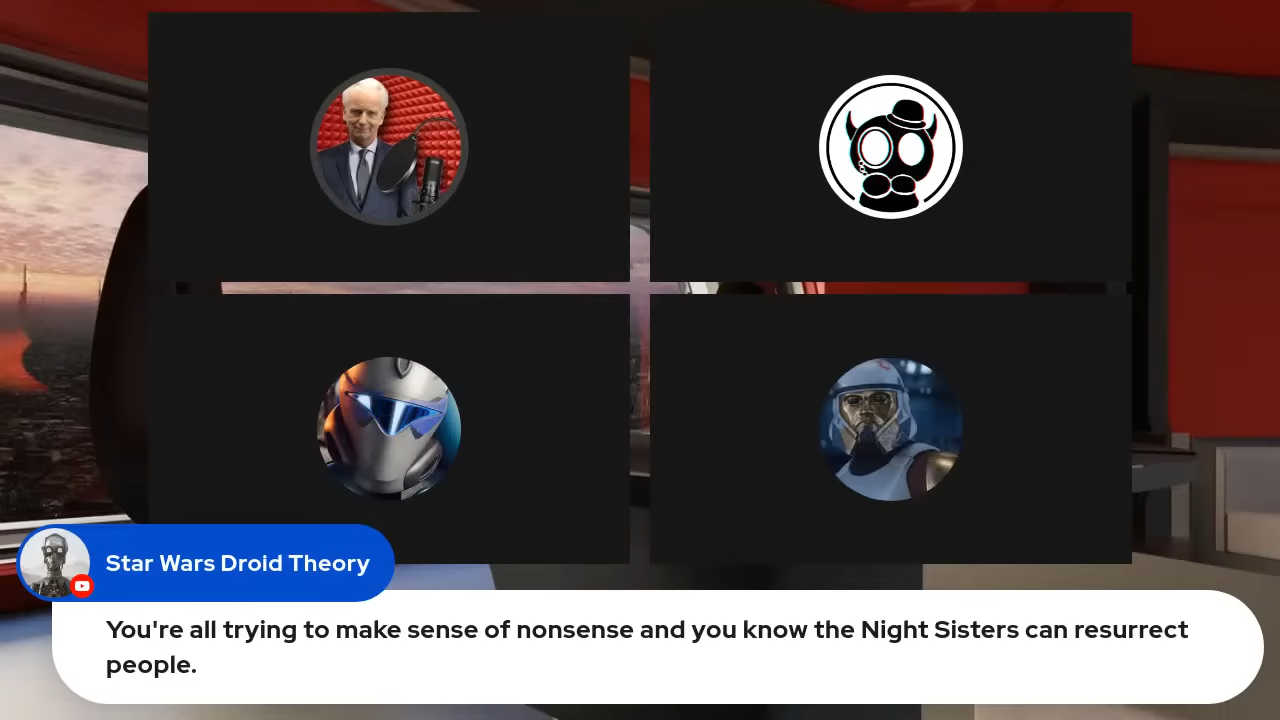 Star Wars Droid Theory
You're all trying to make sense of nonsense and you know the Night Sisters can resurrect
people.